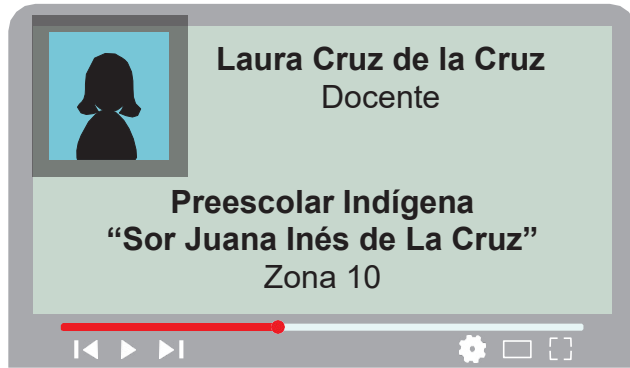 Laura Cruz de la Cruz
Docente
Preescolar Indígena
“Sor Juana Inés de La Cruz”
Zona 10